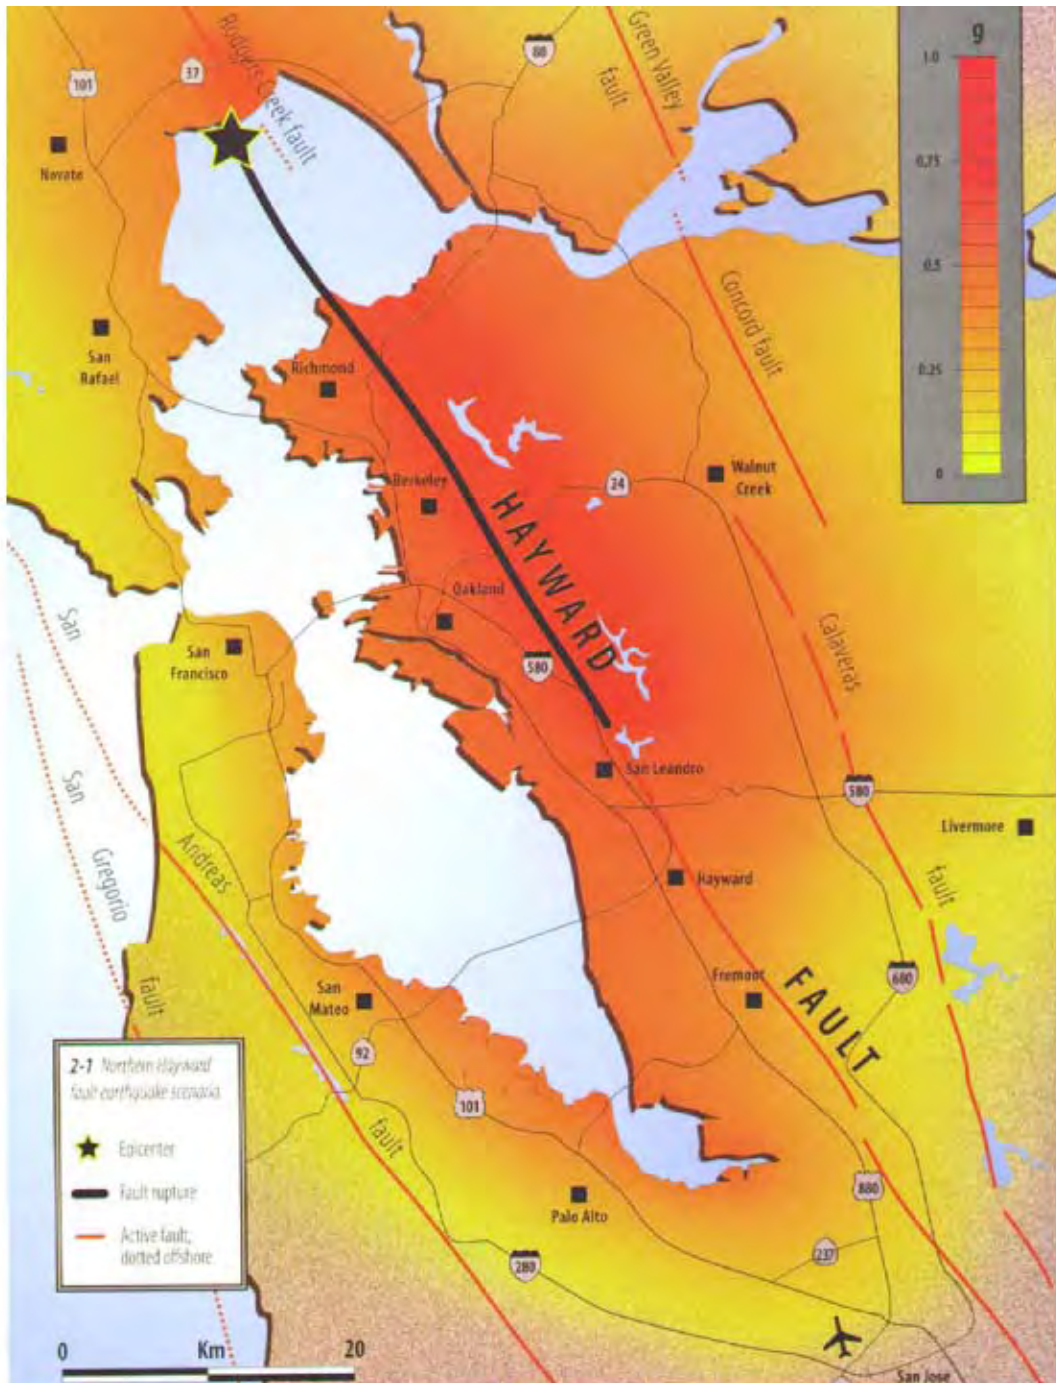 Rodgers Creek fault
Green Valley
fault
g
1.0
0.75
0.5
0.25
0
101
37
80
Novato
San
Rafael
Richmond
Concord fault
Berkeley
24
Walnut
Creek
HAYWARD
Oakland
San
San
Francisco
580
Calaveras
San Leandro
580
Livermore
San
Andreas
Gregorio
Hayward
fault
fault
San
Mateo
Fremont
FAULT
680
92
101
fault
2-1 Northern Hayward
fault earthquake scenario
Epicenter
Fault rupture
Active fault,
dotted offshore
880
Palo Alto
237
280
0 Km 20
San Jose